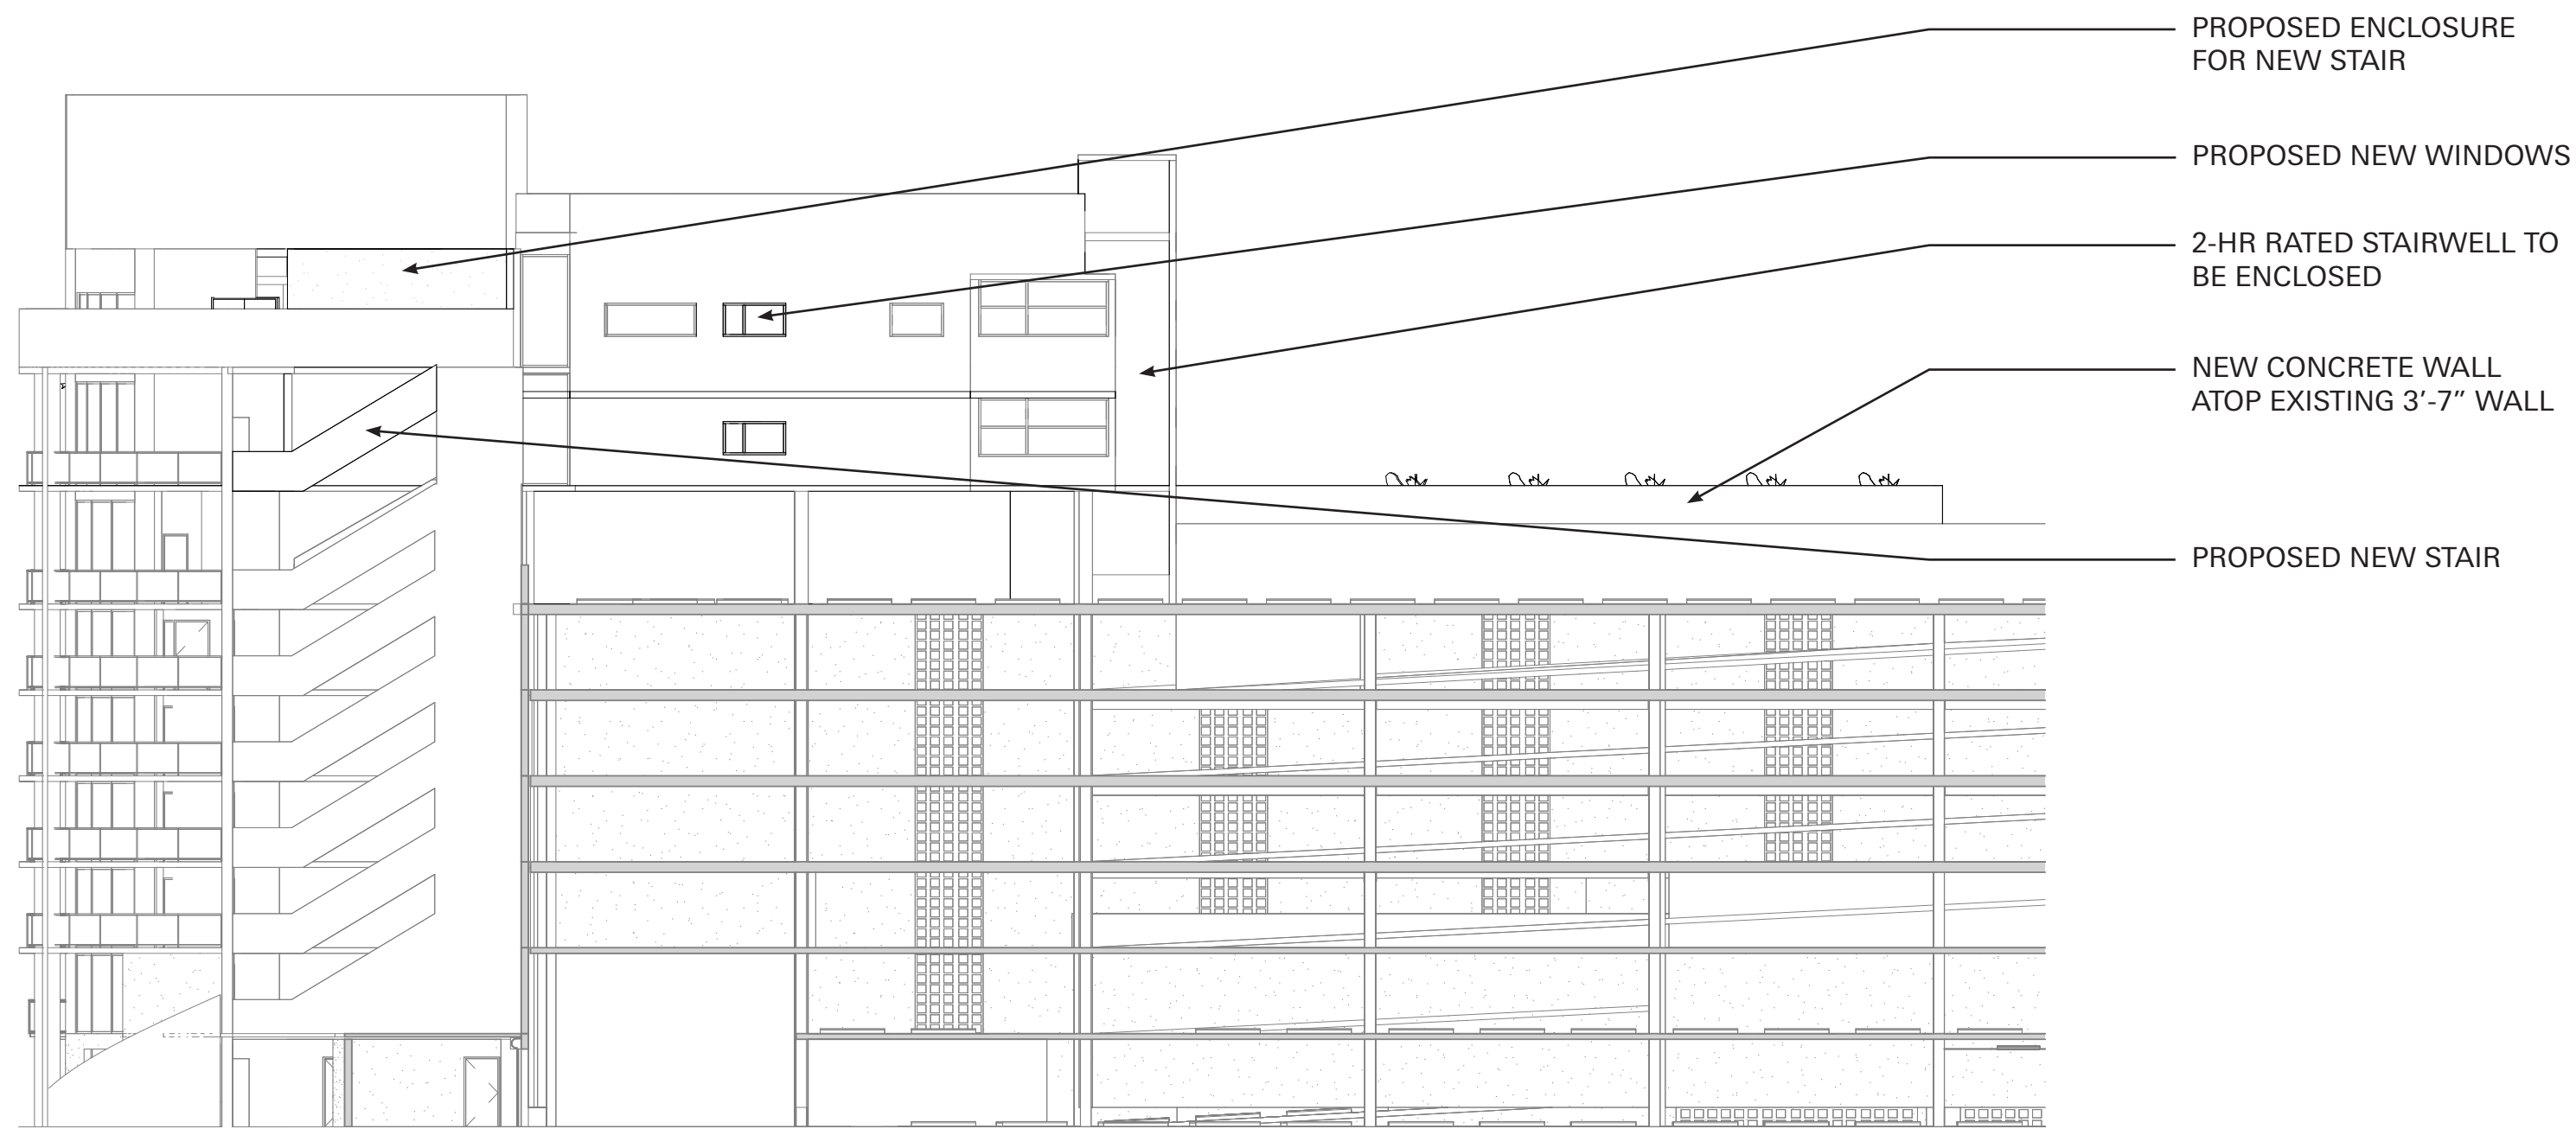 PROPOSED ENCLOSURE
FOR NEW STAIR
PROPOSED NEW WINDOWS
2-HR RATED STAIRWELL TO
BE ENCLOSED
NEW CONCRETE WALL
ATOP EXISTING 3’-7” WALL
PROPOSED NEW STAIR